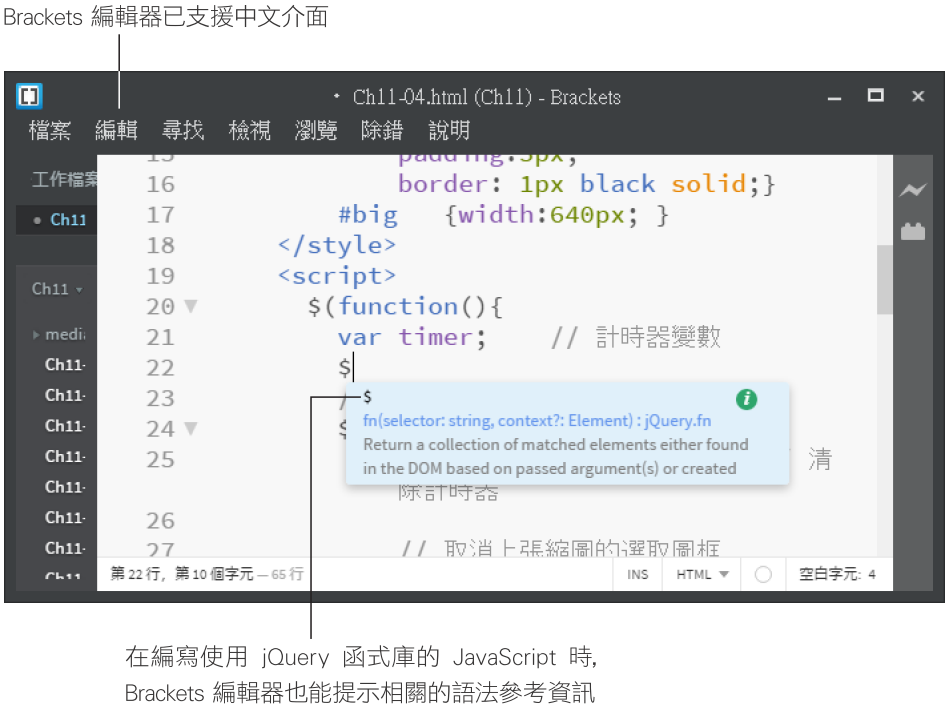 Brackets 編輯器已支援中文介面
• Ch11-04.html (Ch11) - Brackets
檔案 編輯 尋找 檢視 瀏覽 除錯 說明
工作檔案
• Ch11
Ch11
medi
Ch11-
Ch11-
Ch11-
Ch11-
Ch11-
Ch11-
Ch11-
Ch11
15 padding:5px;
16 border: 1px black solid;}
17 #big {width:640px; }
18 </style>
19 <script>
20 $(function(){
21 var timer; // 計時器變數
22 $
23 /
24 $
25 清
除計時器
26
27 // 取消上張縮圖的選取圖框
$
fn(selector: string, context?: Element) : jQuery.fn
Return a collection of matched elements either found
in the DOM based on passed argument(s) or created
第 22 行, 第 10 個字元 — 65 行 INS HTML 空白字元: 4
在編寫使用 jQuery 函式庫的 JavaScript 時,
Brackets 編輯器也能提示相關的語法參考資訊